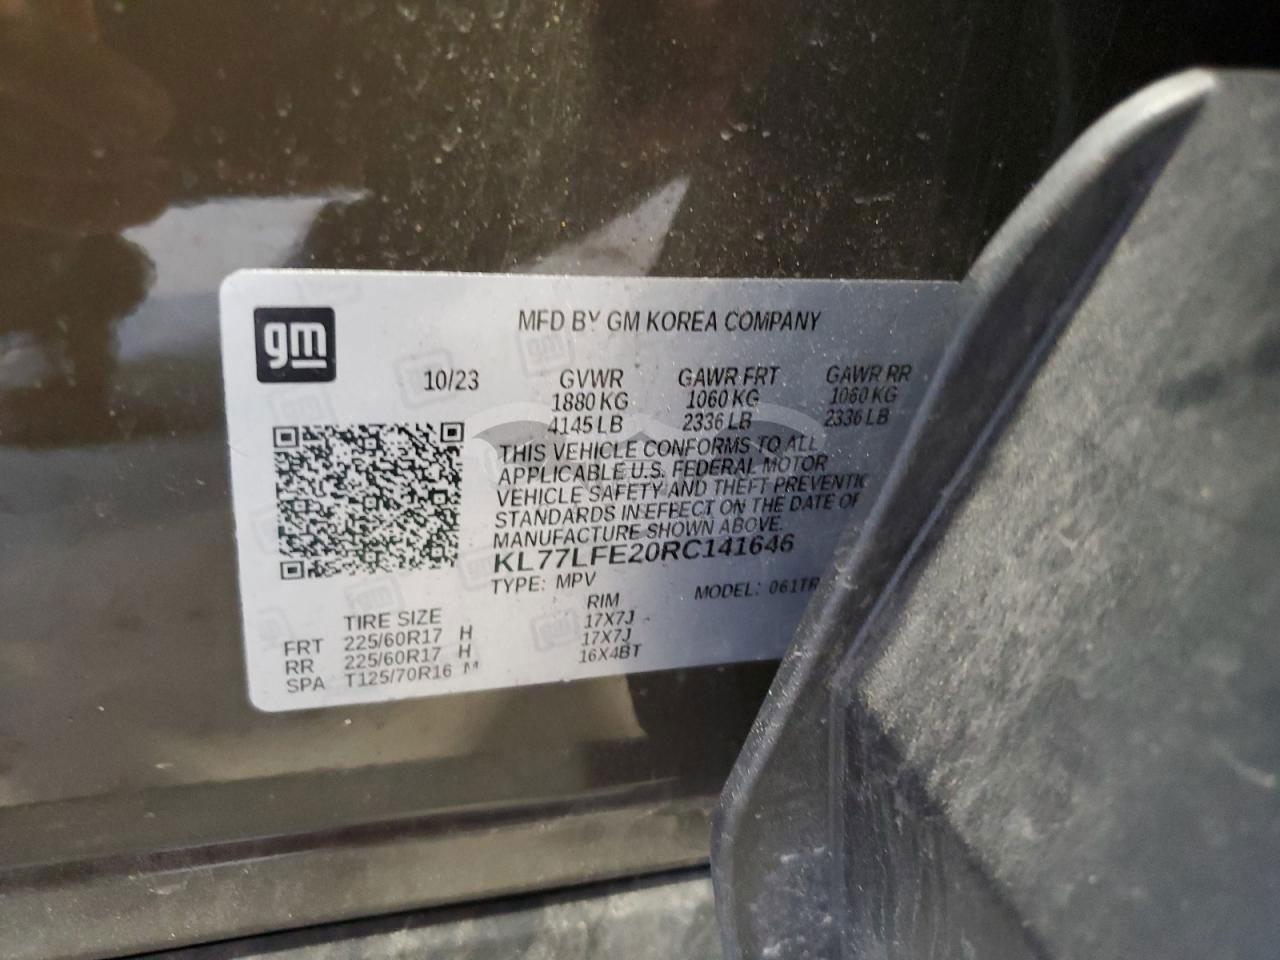 gm
MFD BY GM KOREA COMPANY
10/23 GVWR GAWR FRT GAWR RR
1880 KG 1060 KG 1060 KG
4145 LB 2336 LB 2336 LB
THIS VEHICLE CONFORMS TO ALL
APPLICABLE U.S. FEDERAL MOTOR
VEHICLE SAFETY AND THEFT PREVENTIO
STANDARDS IN EFFECT ON THE DATE OF
MANUFACTURE SHOWN ABOVE.
KL77LFE20RC141646
TYPE: MPV MODEL: 061TR
TIRE SIZE RIM
FRT 225/60R17 H 17X7J
RR 225/60R17 H 17X7J
SPA T125/70R16 M 16X4BT